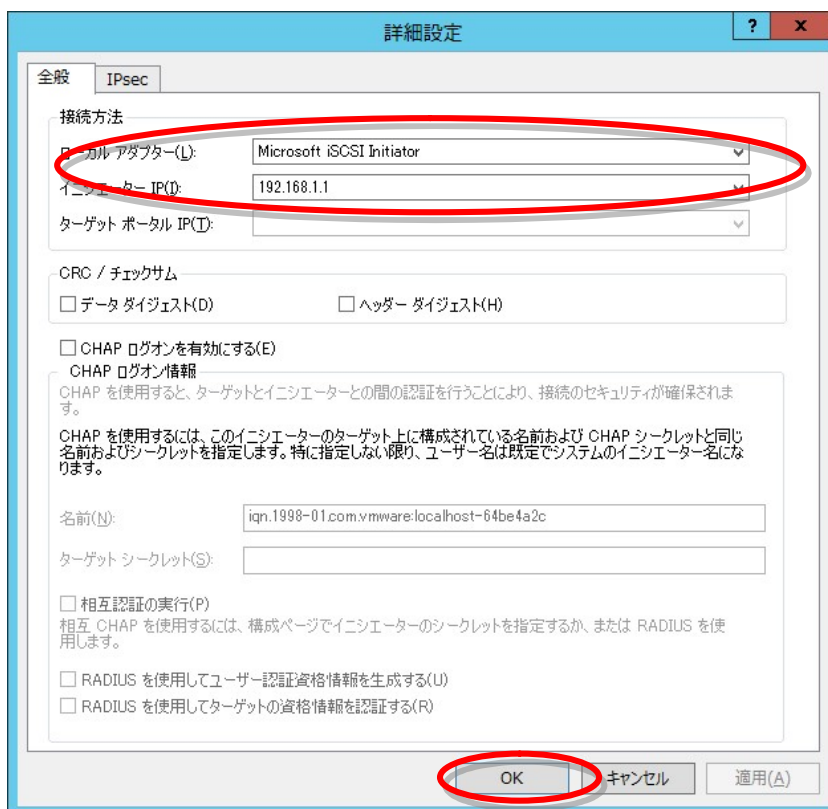 詳細設定
? x
全般 IPsec
接続方法
ローカル アダプター(L): Microsoft iSCSI Initiator
イニシエーター IP(I): 192.168.1.1
ターゲット ポータル IP(T):
CRC / チェックサム
データ ダイジェスト(D) ヘッダー ダイジェスト(H)
CHAP ログオンを有効にする(E)
CHAP ログオン情報
CHAP を使用すると、ターゲットとイニシエーターとの間の認証を行うことにより、接続のセキュリティが確保されま
す。
CHAP を使用するには、このイニシエーターのターゲット上に構成されている名前および CHAP シークレットと同じ
名前およびシークレットを指定します。特に指定しない限り、ユーザー名は既定でシステムのイニシエーター名にな
ります。
名前(N): iqn.1998-01.com.vmware:localhost-64be4a2c
ターゲット シークレット(S):
相互認証の実行(P)
相互 CHAP を使用するには、構成ページでイニシエーターのシークレットを指定するか、または RADIUS を使
用します。
RADIUS を使用してユーザー認証資格情報を生成する(U)
RADIUS を使用してターゲットの資格情報を認証する(R)
OK キャンセル 適用(A)